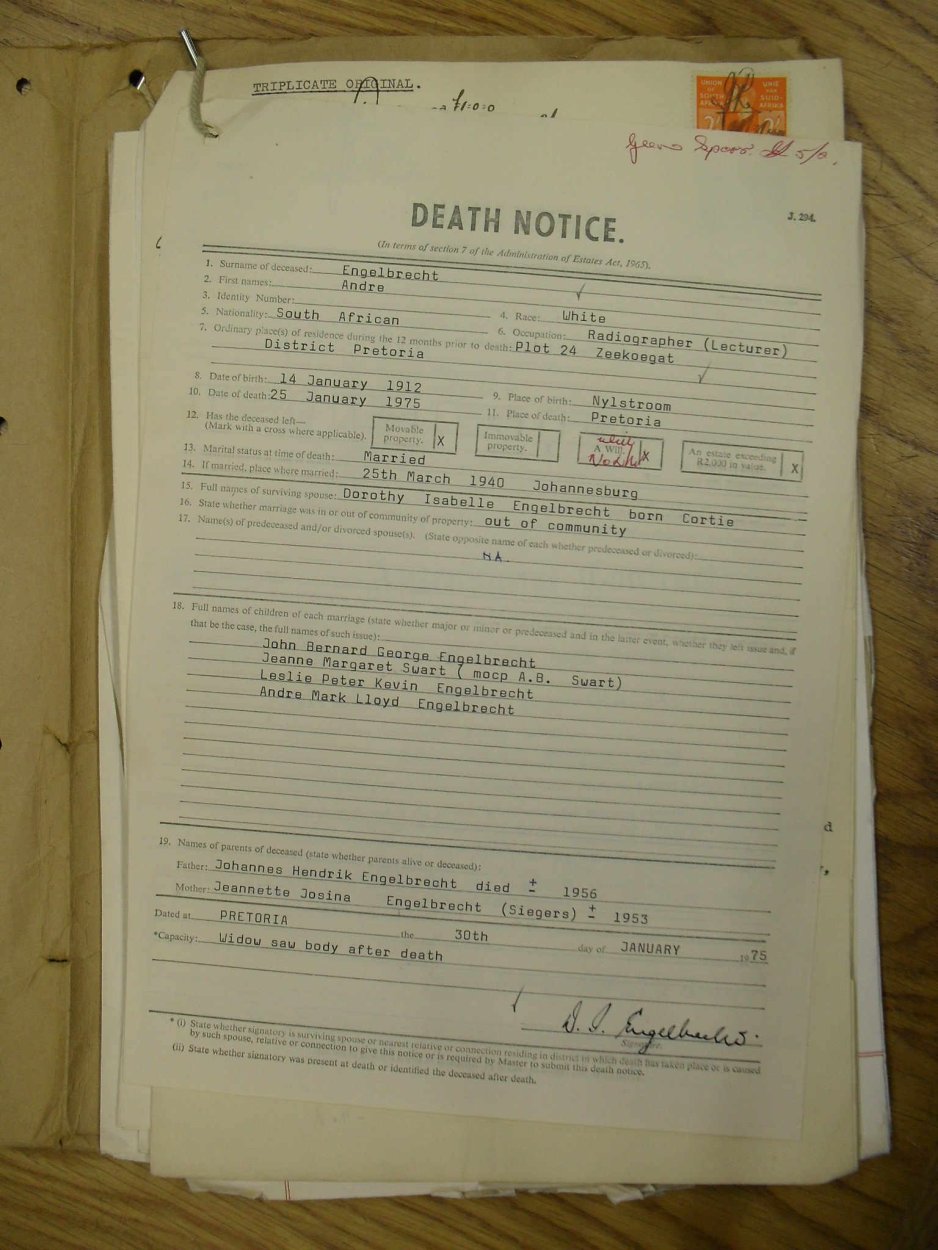 TRIPLICATE ORIGINAL.
£1:0:0
UNION OF SOUTH AFRICA UNIE VAN SUID-AFRIKA
5/2.
J. 294.
DEATH NOTICE.
(In terms of section 7 of the Administration of Estates Act, 1965).
1. Surname of deceased: Engelbrecht
2. First names: Andre
3. Identity Number:
4. Race: White
5. Nationality: South African
6. Occupation: Radiographer (Lecturer)
7. Ordinary place(s) of residence during the 12 months prior to death: Plot 24 Zeekoegat
District Pretoria
8. Date of birth: 14 January 1912
9. Place of birth: Nylstroom
10. Date of death: 25 January 1975
11. Place of death: Pretoria
12. Has the deceased left—
(Mark with a cross where applicable).
Movable property. X
Immovable property.
A Will. X
An estate exceeding R2,000 in value. X
13. Marital status at time of death: Married
14. If married, place where married: 25th March 1940 Johannesburg
15. Full names of surviving spouse: Dorothy Isabelle Engelbrecht born Cortie
16. State whether marriage was in or out of community of property: out of community
17. Name(s) of predeceased and/or divorced spouse(s). (State opposite name of each whether predeceased or divorced):
NA.
18. Full names of children of each marriage (state whether major or minor or predeceased and in the latter event, whether they left issue and, if
that be the case, the full names of such issue):
John Bernard George Engelbrecht
Jeanne Margaret Swart ( mocp A.B. Swart)
Leslie Peter Kevin Engelbrecht
Andre Mark Lloyd Engelbrecht
19. Names of parents of deceased (state whether parents alive or deceased):
Father: Johannes Hendrik Engelbrecht died ± 1956
Mother: Jeannette Josina Engelbrecht (Siegers) ± 1953
Dated at PRETORIA the 30th day of JANUARY 1975
*Capacity: Widow saw body after death
D. I. Engelbrecht.
Signature.
* (i) State whether signatory is surviving spouse or nearest relative or connection residing in district in which death has taken place or is caused
by such spouse, relative or connection to give this notice or is required by Master to submit this death notice.
(ii) State whether signatory was present at death or identified the deceased after death.